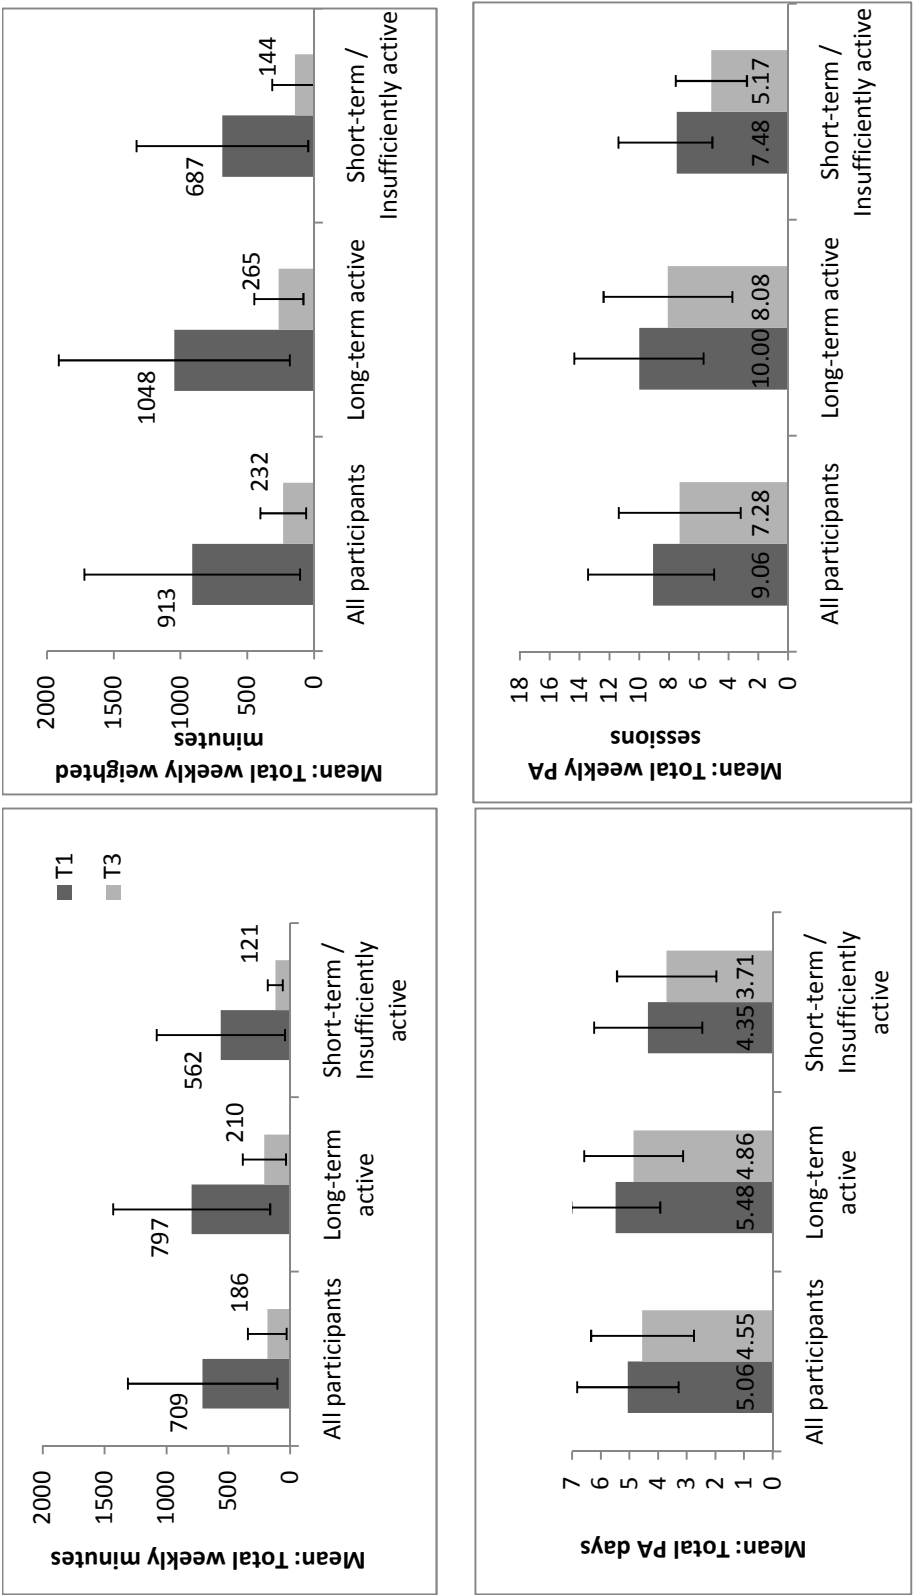 Mean: Total weekly minutes
2000
1500
1000
500
0
709
186
797
210
562
121
All participants
Long-term
active
Short-term /
Insufficiently
active
T1
T3
Mean: Total weekly weighted
minutes
2000
1500
1000
500
0
913
232
1048
265
687
144
All participants
Long-term active
Short-term /
Insufficiently active
Mean: Total PA days
7
6
5
4
3
2
1
0
5.06
4.55
5.48
4.86
4.35
3.71
All participants
Long-term
active
Short-term /
Insufficiently
active
Mean: Total weekly PA
sessions
18
16
14
12
10
8
6
4
2
0
9.06
7.28
10.00
8.08
7.48
5.17
All participants
Long-term active
Short-term /
Insufficiently active